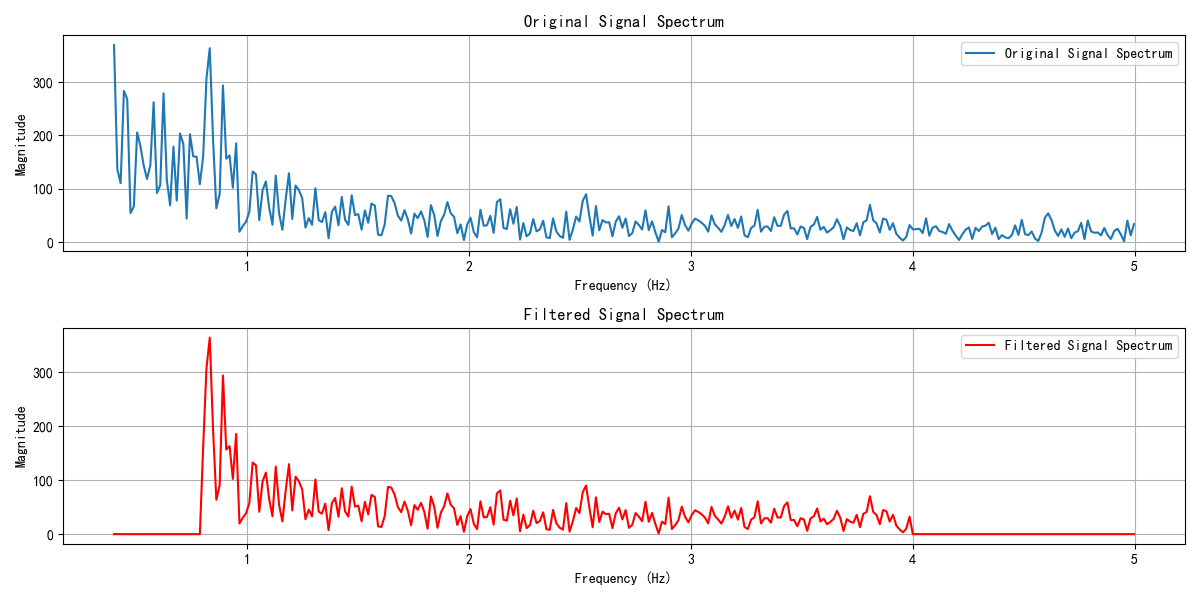 Original Signal Spectrum
Original Signal Spectrum
Magnitude
300
200
100
0
1 2 3 4 5
Frequency (Hz)
Filtered Signal Spectrum
Filtered Signal Spectrum
Magnitude
300
200
100
0
1 2 3 4 5
Frequency (Hz)